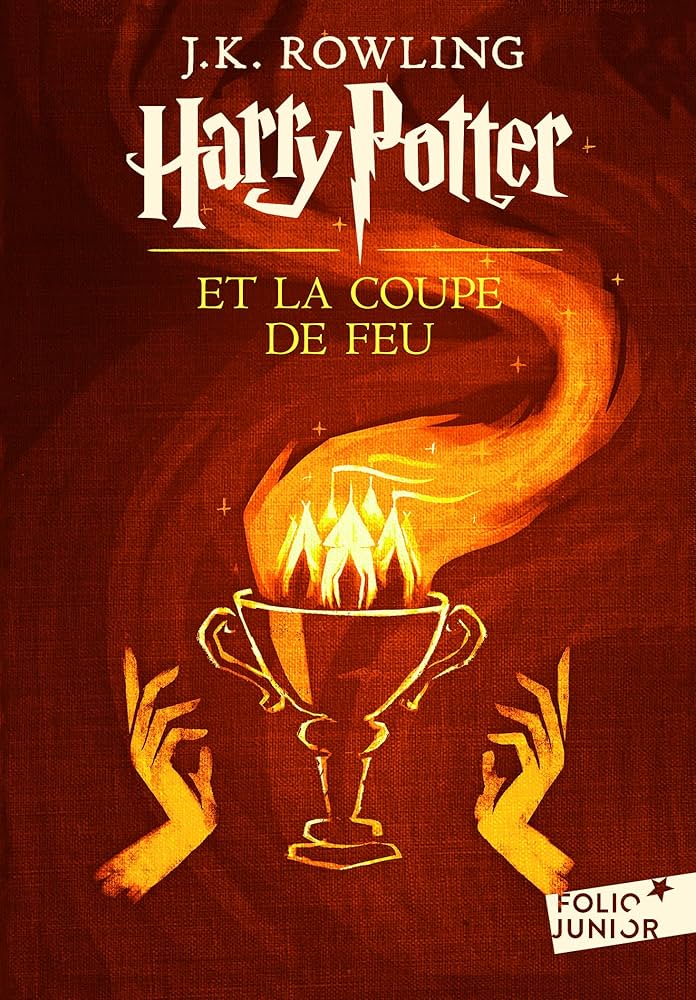 J.K. ROWLING
Harry Potter
ET LA COUPE
DE FEU
FOLIO
JUNIOR